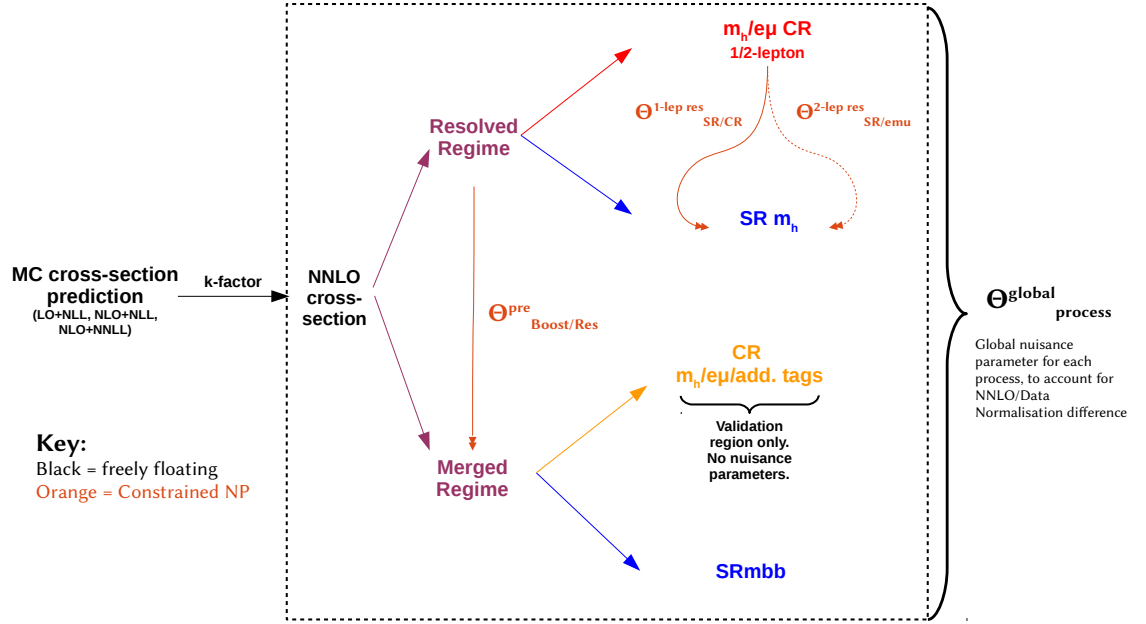 m_h/eμ CR
1/2-lepton
Θ^1-lep res_SR/CR
Θ^2-lep res_SR/emu
Resolved
Regime
SR m_h
MC cross-section
prediction
(LO+NLL, NLO+NLL,
NLO+NNLL)
k-factor
NNLO
cross-
section
Θ^pre_Boost/Res
Θ^global_process
Global nuisance
parameter for each
process, to account for
NNLO/Data
Normalisation difference
CR
m_h/eμ/add. tags
Validation
region only.
No nuisance
parameters.
Key:
Black = freely floating
Orange = Constrained NP
Merged
Regime
SRmbb